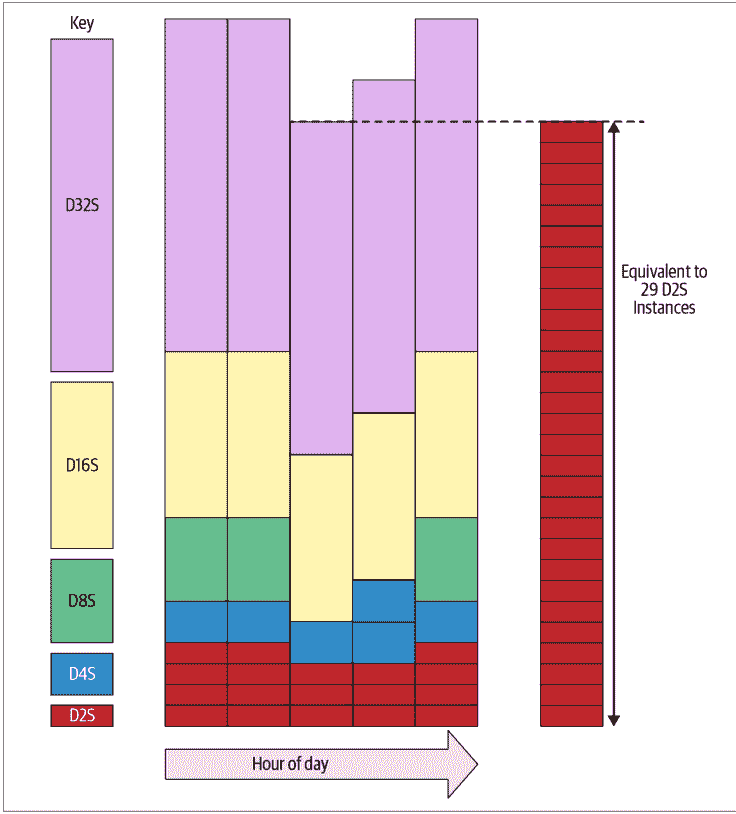 Key
D32S
D16S
D8S
D4S
D2S
Equivalent to
29 D2S
Instances
Hour of day